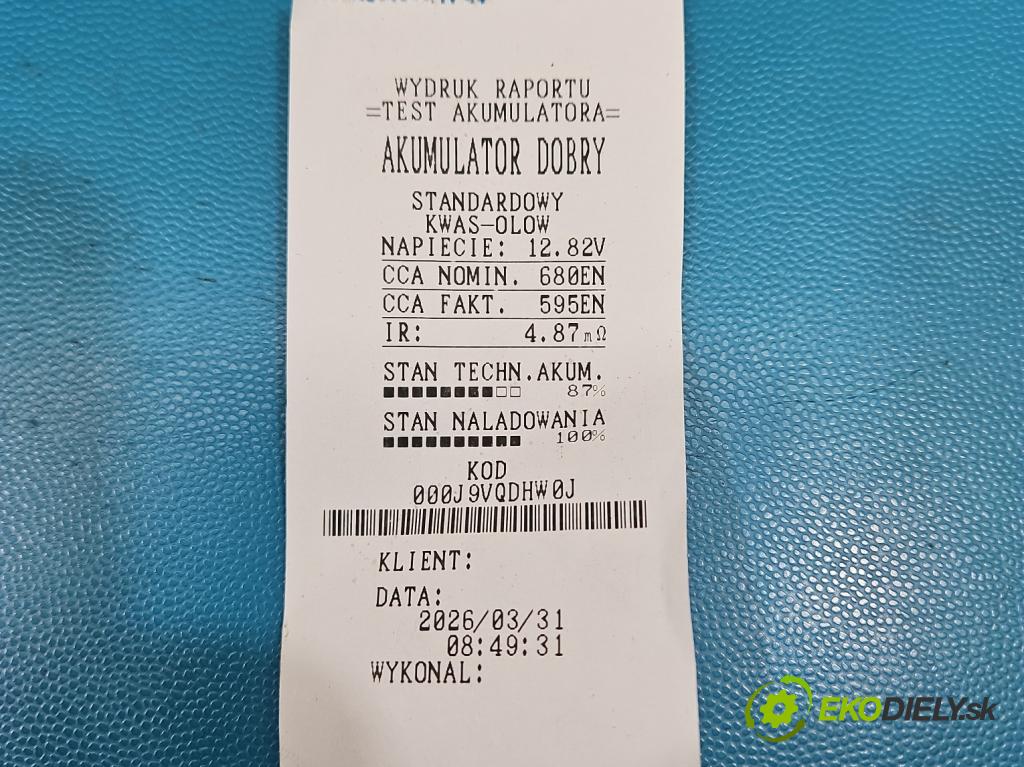 WYDRUK RAPORTU
=TEST AKUMULATORA=
AKUMULATOR DOBRY
STANDARDOWY
KWAS-OLOW
NAPIECIE: 12.82V
CCA NOMIN. 680EN
CCA FAKT. 595EN
IR: 4.87mΩ
STAN TECHN.AKUM.
87%
STAN NALADOWANIA
100%
KOD
000J9VQDHW0J
KLIENT:
DATA:
2026/03/31
08:49:31
WYKONAL:
EKODIELY.sk